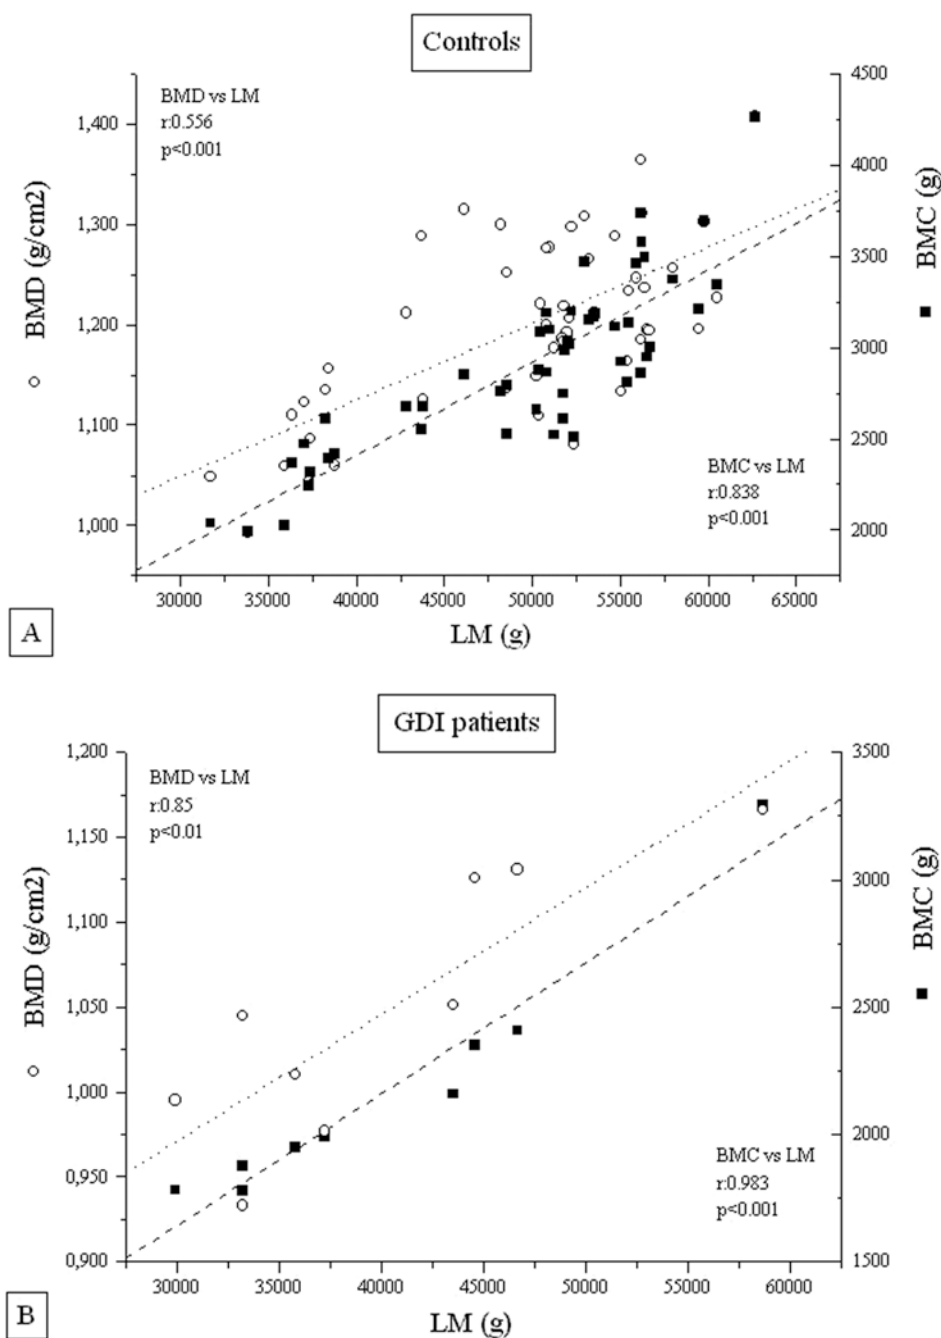 Controls
BMD vs LM
r:0.556
p<0.001
1,400
1,300
1,200
1,100
1,000
BMD (g/cm2)
4500
4000
3500
3000
2500
2000
BMC (g)
BMC vs LM
r:0.838
p<0.001
30000 35000 40000 45000 50000 55000 60000 65000
LM (g)
A
GDI patients
BMD vs LM
r:0.85
p<0.01
1,200
1,150
1,100
1,050
1,000
0,950
0,900
BMD (g/cm2)
3500
3000
2500
2000
1500
BMC (g)
BMC vs LM
r:0.983
p<0.001
30000 35000 40000 45000 50000 55000 60000
LM (g)
B